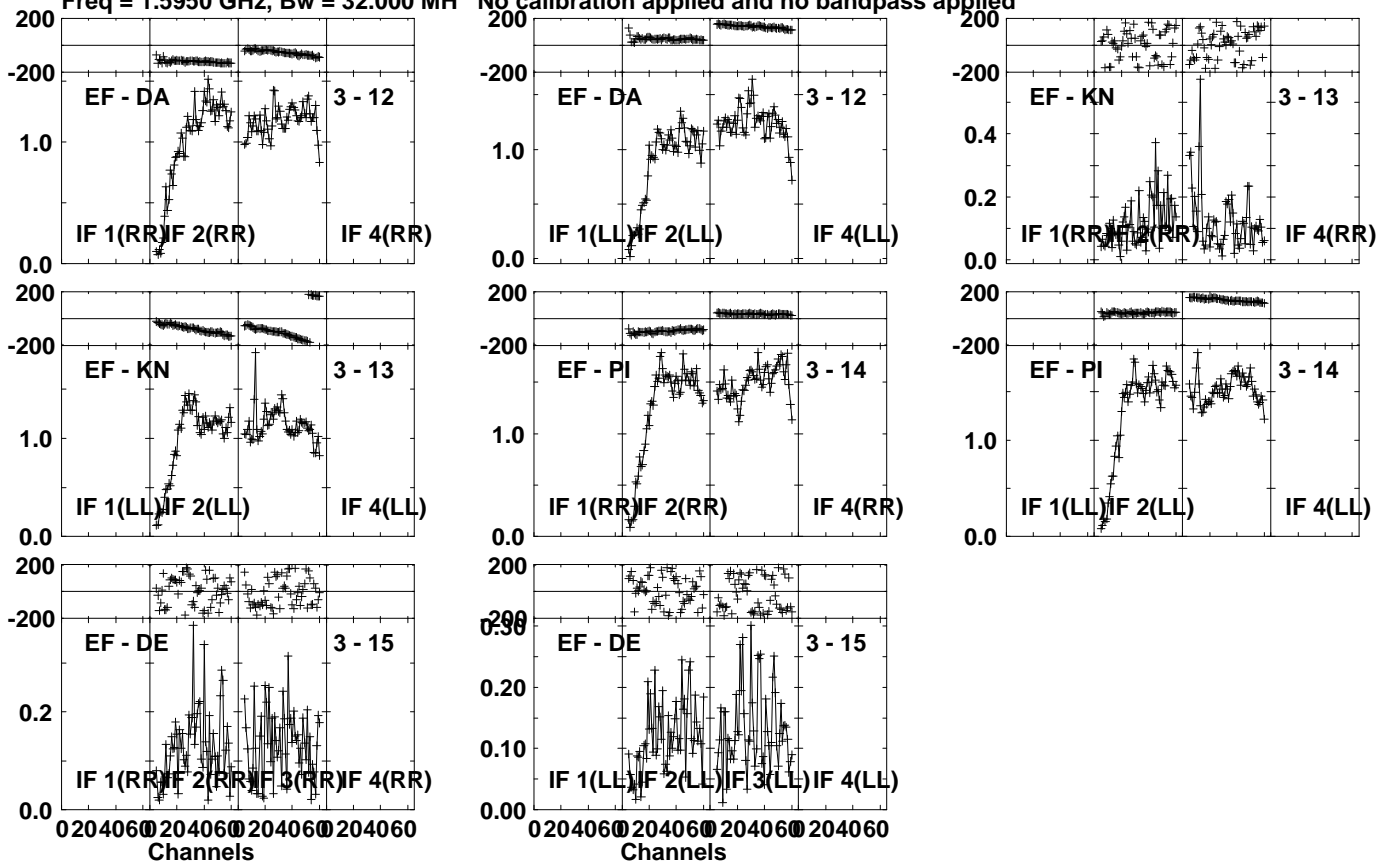 Freq = 1.5950 GHz, Bw = 32.000 MH No calibration applied and no bandpass applied
200
-200
EF - DA 3 - 12
1.0
IF 1(RR) IF 2(RR) IF 4(RR)
0.0
EF - DA 3 - 12
1.0
IF 1(LL) IF 2(LL) IF 4(LL)
0.0
200
-200
EF - KN 3 - 13
0.4
0.2
IF 1(RR) IF 2(RR) IF 4(RR)
0.0
200
-200
EF - KN 3 - 13
1.0
IF 1(LL) IF 2(LL) IF 4(LL)
0.0
200
-200
EF - PI 3 - 14
1.0
IF 1(RR) IF 2(RR) IF 4(RR)
0.0
200
-200
EF - PI 3 - 14
1.0
IF 1(LL) IF 2(LL) IF 4(LL)
0.0
200
-200
EF - DE 3 - 15
0.2
IF 1(RR) IF 2(RR) IF 3(RR) IF 4(RR)
0.0
0 20 40 60 0 20 40 60 0 20 40 60 0 20 40 60
Channels
200
-200
0.30
EF - DE 3 - 15
0.20
0.10
IF 1(LL) IF 2(LL) IF 3(LL) IF 4(LL)
0.00
0 20 40 60 0 20 40 60 0 20 40 60 0 20 40 60
Channels
200
-200